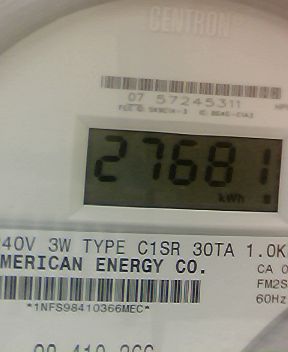 CENTRON
07 57245311
27681
kWh
40V 3W TYPE C1SR 30TA 1.0K
MERICAN ENERGY CO.
CA 0
FM2S
60Hz
*1NFS98410366MEC*